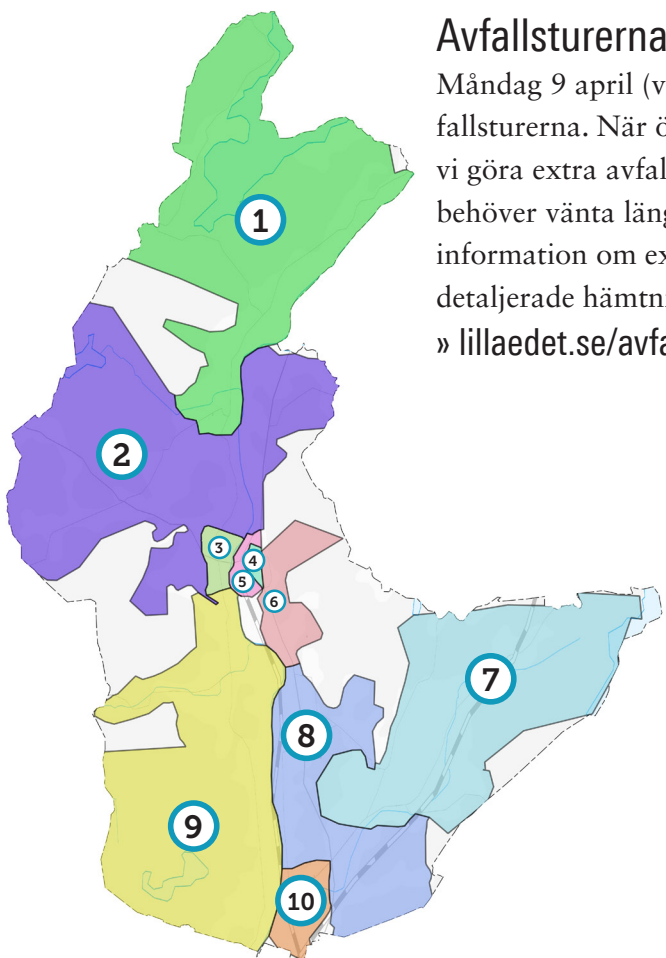 Avfallsturerna
Måndag 9 april (v
fallsturerna. När ö
vi göra extra avfal
behöver vänta läng
information om ex
detaljerade hämtni
» lillaedet.se/avfa
1
2
3
4
5
6
7
8
9
10